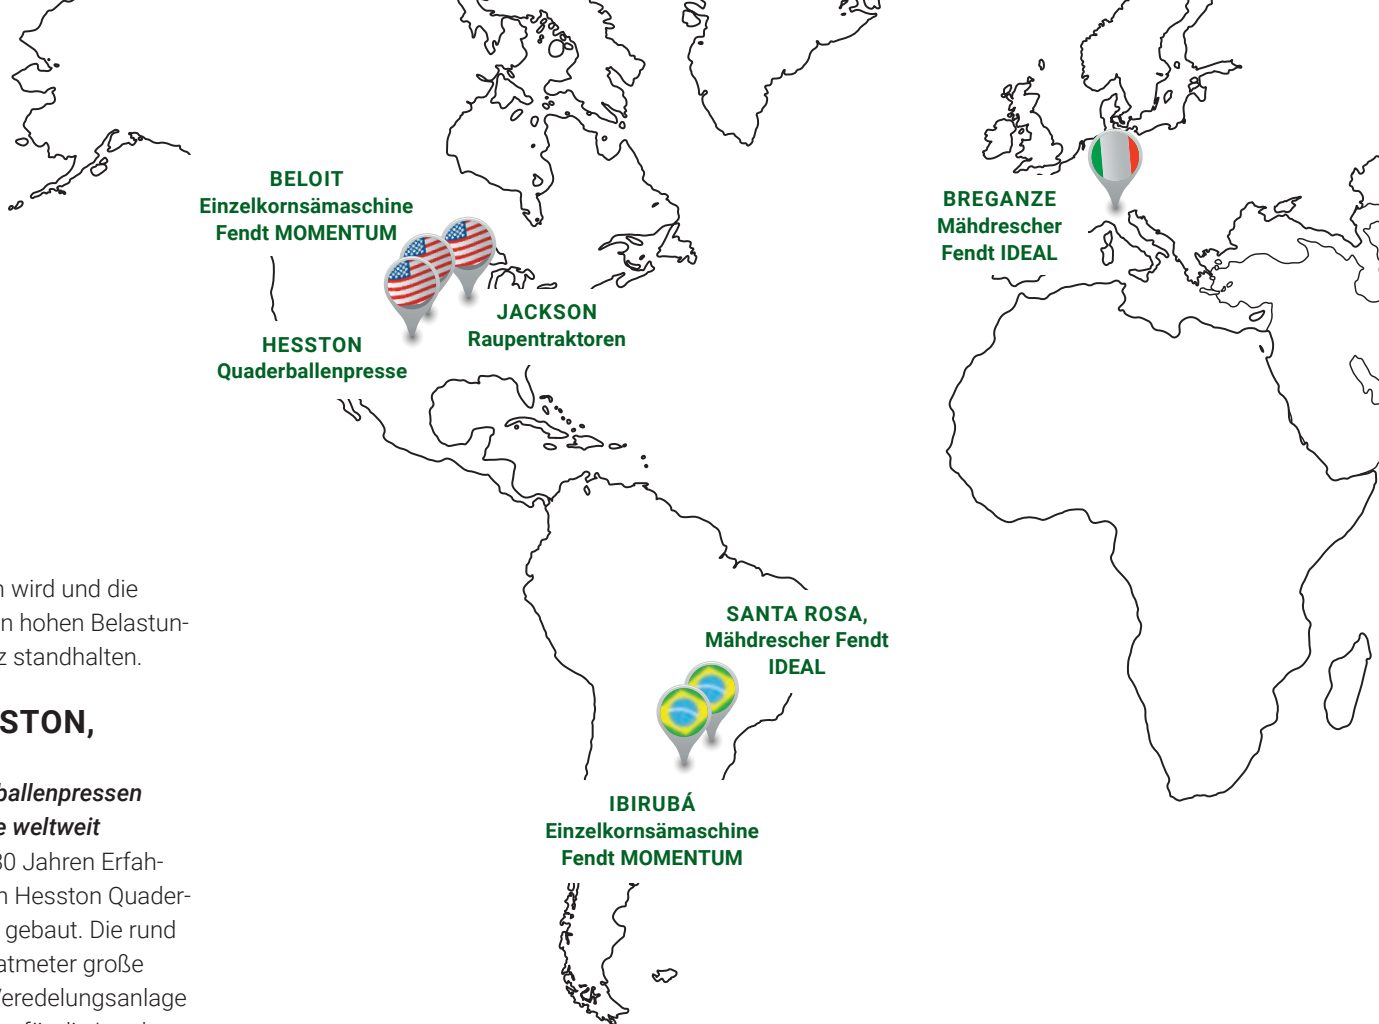 BELOIT
Einzelkornsämaschine
Fendt MOMENTUM
HESSTON
Quaderballenpresse
JACKSON
Raupentraktoren
BREGANZE
Mähdrescher
Fendt IDEAL
SANTA ROSA,
Mähdrescher Fendt
IDEAL
IBIRUBÁ
Einzelkornsämaschine
Fendt MOMENTUM
wird und die
hohen Belastun-
standhalten.
STON,
ballenpressen
weltweit
30 Jahren Erfah-
Hesston Quader-
gebaut. Die rund
atmeter große
Veredelungsanlage